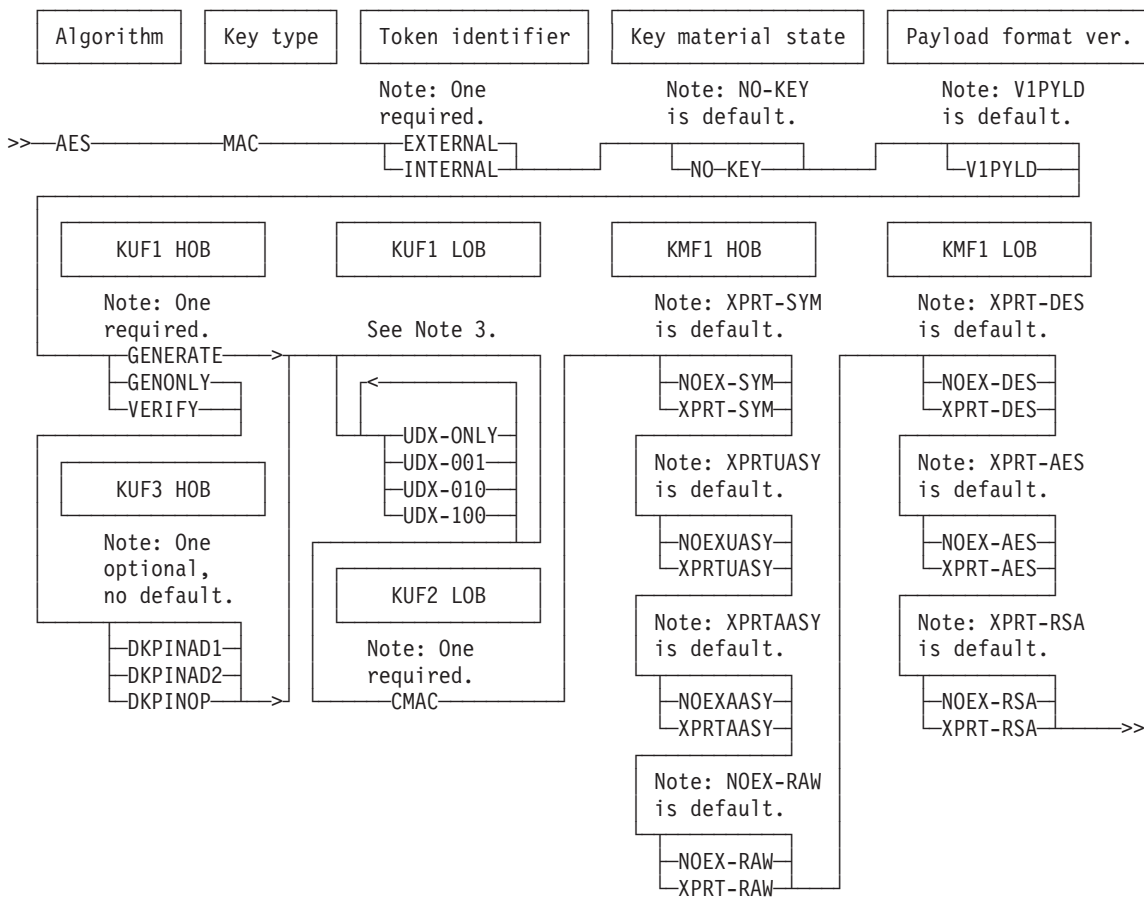 Algorithm Key type Token identifier Key material state Payload format ver.
Note: One Note: NO-KEY Note: V1PYLD
required. is default. is default.
>>—AES MAC EXTERNAL
INTERNAL NO-KEY V1PYLD
KUF1 HOB KUF1 LOB KMF1 HOB KMF1 LOB
Note: One Note: XPRT-SYM Note: XPRT-DES
required. See Note 3. is default. is default.
GENERATE >
GENONLY < NOEX-SYM NOEX-DES
VERIFY XPRT-SYM XPRT-DES
UDX-ONLY
UDX-001 Note: XPRTUASY Note: XPRT-AES
KUF3 HOB UDX-010 is default. is default.
UDX-100
Note: One NOEXUASY NOEX-AES
optional, XPRTUASY XPRT-AES
no default. KUF2 LOB
Note: XPRTAASY Note: XPRT-RSA
DKPINAD1 Note: One is default. is default.
DKPINAD2 required.
DKPINOP > CMAC NOEXAASY NOEX-RSA
XPRTAASY XPRT-RSA >>
Note: NOEX-RAW
is default.
NOEX-RAW
XPRT-RAW